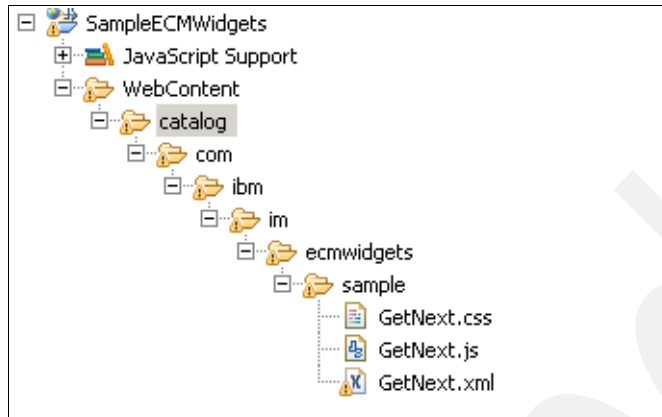 SampleECMWidgets
JavaScript Support
WebContent
catalog
com
ibm
im
ecmwidgets
sample
GetNext.css
GetNext.js
GetNext.xml